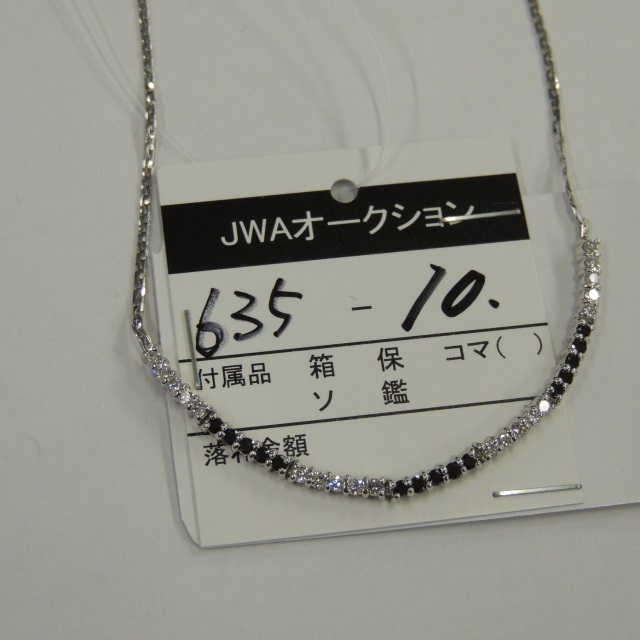 JWAオークション
635 - 10.
付属品 箱 保 コマ( )
ソ 鑑
落札金額